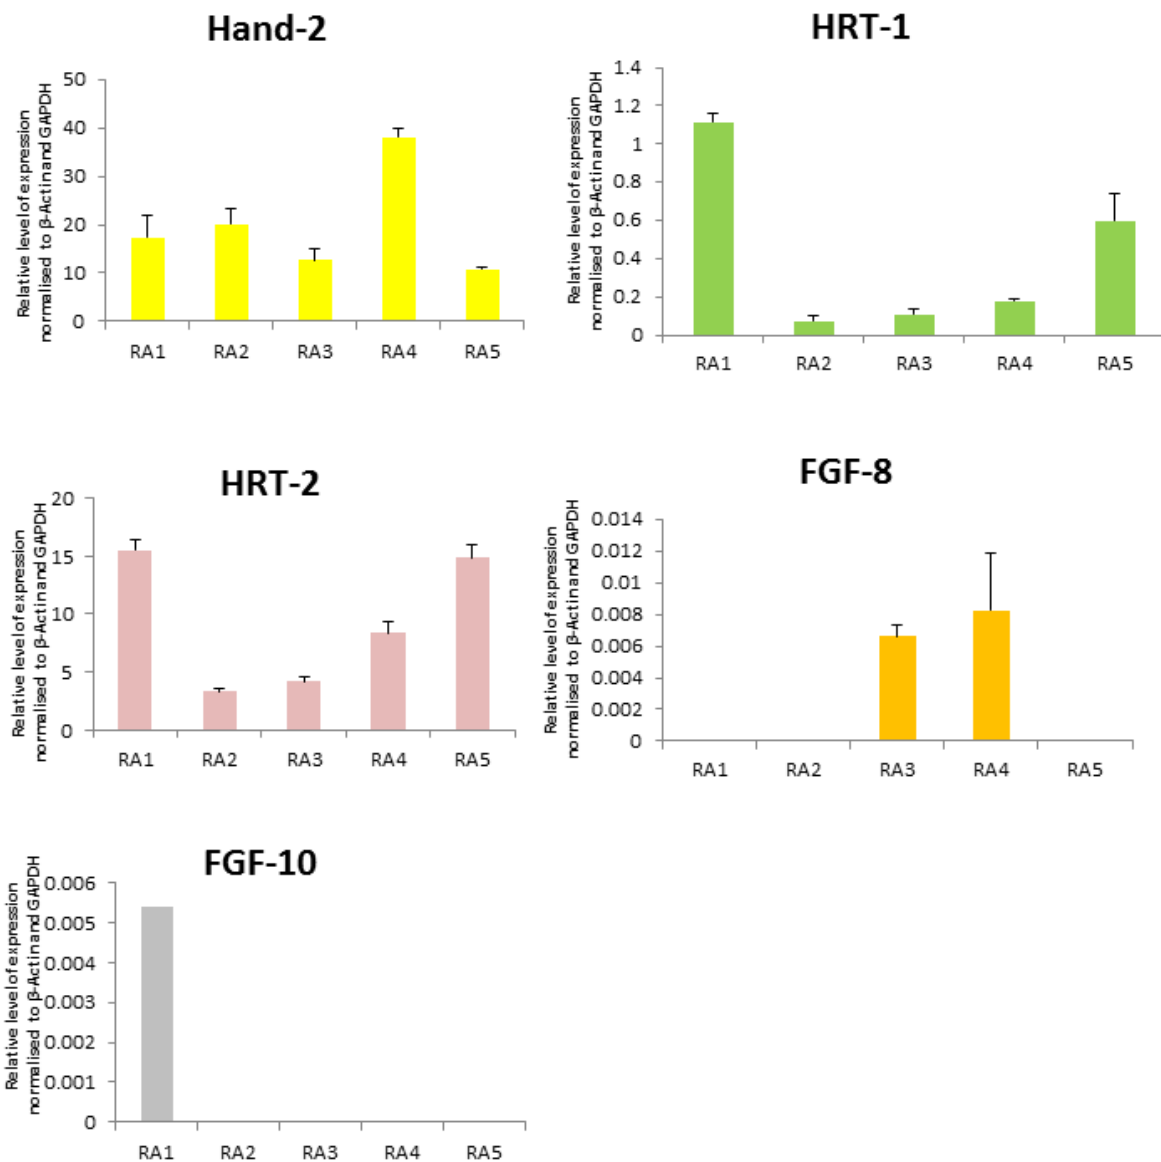 Hand-2
Relative level of expression
normalised to β-Actin and GAPDH
50
40
30
20
10
0
RA1 RA2 RA3 RA4 RA5
HRT-1
Relative level of expression
normalised to β-Actin and GAPDH
1.4
1.2
1
0.8
0.6
0.4
0.2
0
RA1 RA2 RA3 RA4 RA5
HRT-2
Relative level of expression
normalised to β-Actin and GAPDH
20
15
10
5
0
RA1 RA2 RA3 RA4 RA5
FGF-8
Relative level of expression
normalised to β-Actin and GAPDH
0.014
0.012
0.01
0.008
0.006
0.004
0.002
0
RA1 RA2 RA3 RA4 RA5
FGF-10
Relative level of expression
normalised to β-Actin and GAPDH
0.006
0.005
0.004
0.003
0.002
0.001
0
RA1 RA2 RA3 RA4 RA5